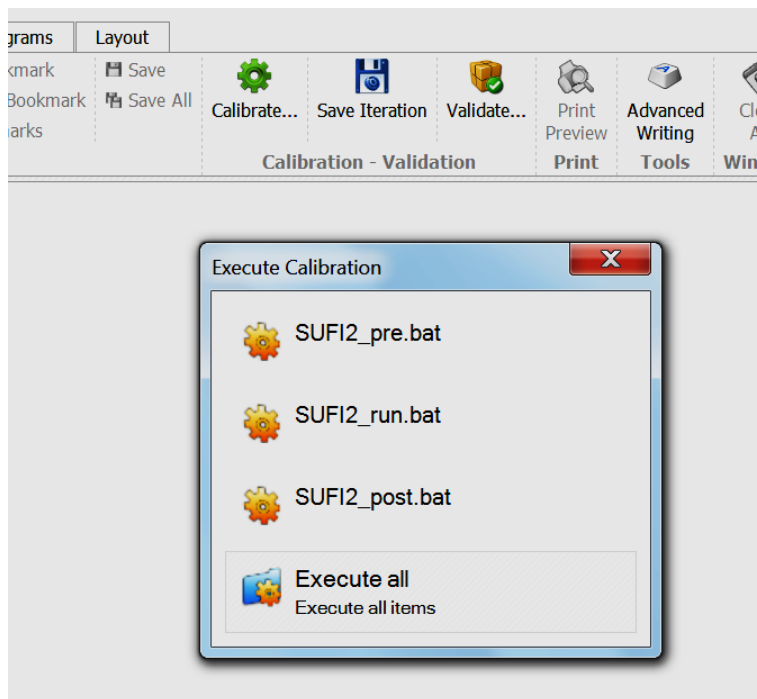 Layout
Save
Bookmark Save All
Calibrate... Save Iteration Validate... Print Preview Advanced Writing
Calibration - Validation Print Tools
Execute Calibration
SUFI2_pre.bat
SUFI2_run.bat
SUFI2_post.bat
Execute all
Execute all items